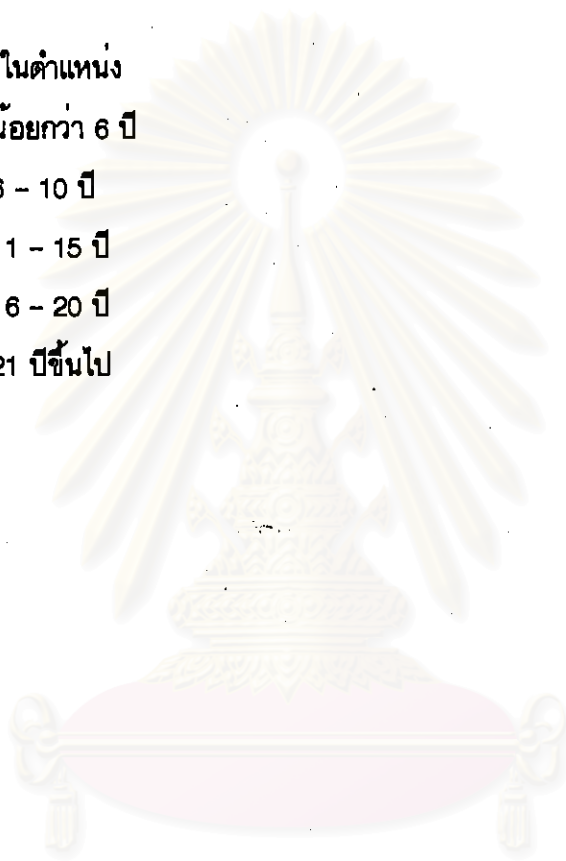 ในตำแหน่ง
น้อยกว่า 6 ปี
6 – 10 ปี
1 – 15 ปี
6 – 20 ปี
21 ปีขึ้นไป